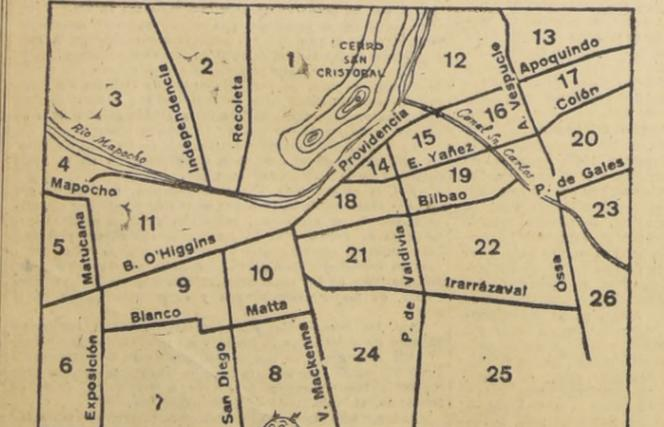 13
12
1
2
3
CERRO
SAN
CRISTOBAL
A. Vespucio
Apoquindo
17
Colón
16
Independencia
Recoleta
Providencia
Canal Sn. Carlos
15
E. Yañez
20
Río Mapocho
4
Mapocho
14
19
P. de Gales
18
Bilbao
23
11
5
Matucana
B. O'Higgins
21
Valdivia
P. de
22
Ossa
10
9
Irarrázaval
26
Blanco
Matta
6
Exposición
7
San Diego
8
V. Mackenna
24
25